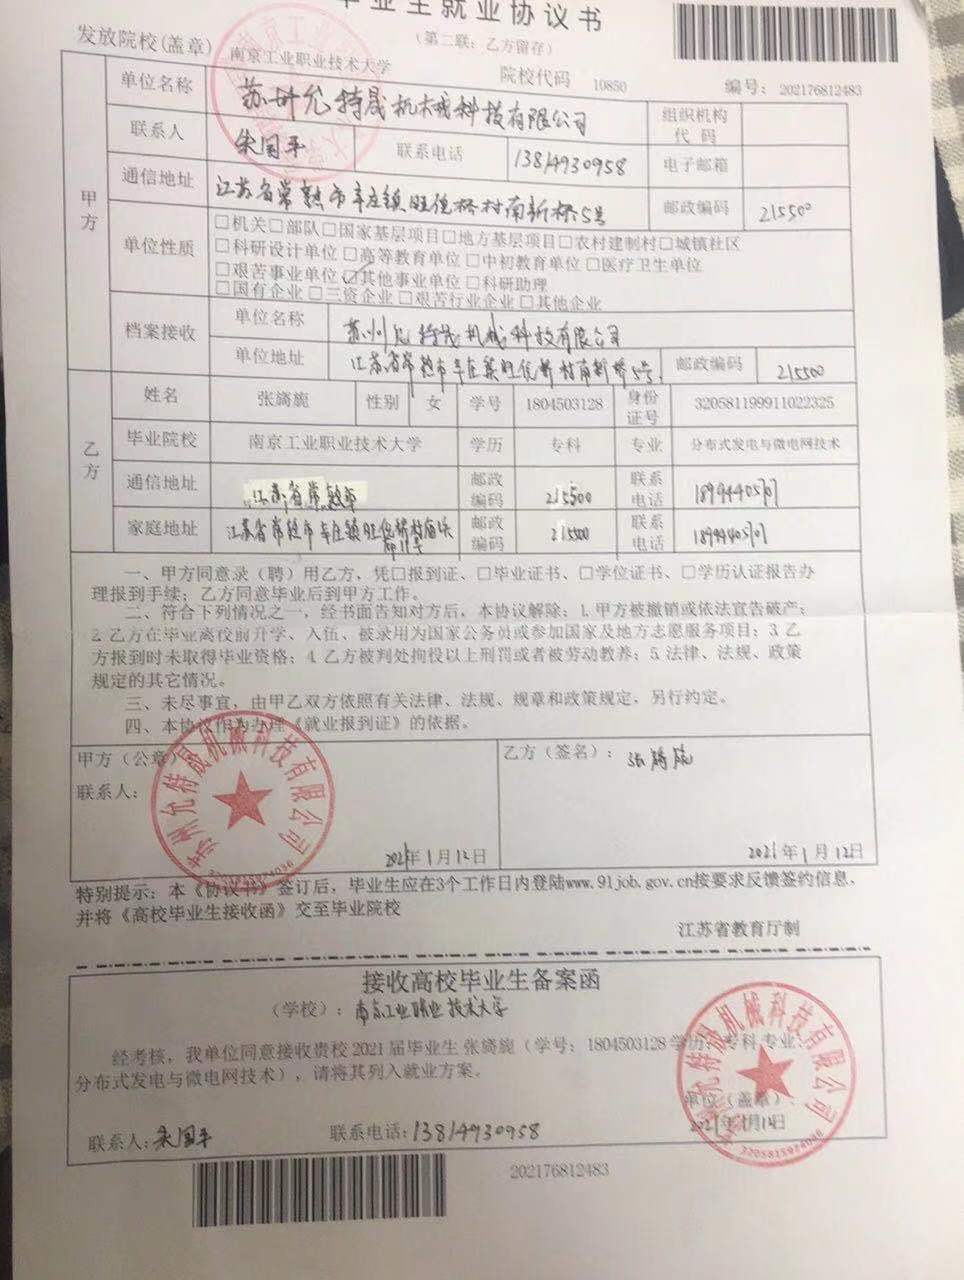 毕业生就业协议书
(第二联:乙方留存)
发放院校(盖章) 南京工业职业技术大学 院校代码 10850 编号: 202176812483
甲方
单位名称 苏州允特晟机械科技有限公司 组织机构代码
联系人 朱国平 联系电话 13814930958 电子邮箱
通信地址 江苏省常熟市辛庄镇旺倪桥村南新桥5号 邮政编码 215500
单位性质 □机关□部队□国家基层项目□地方基层项目□农村建制村□城镇社区
□科研设计单位□高等教育单位□中初教育单位□医疗卫生单位
□艰苦事业单位☑其他事业单位□科研助理
□国有企业□三资企业□艰苦行业企业□其他企业
档案接收 单位名称 苏州允特晟机械科技有限公司
单位地址 江苏省常熟市辛庄镇旺倪桥村南新桥5号 邮政编码 215500
乙方
姓名 张旖旎 性别 女 学号 1804503128 身份证号 320581199911022325
毕业院校 南京工业职业技术大学 学历 专科 专业 分布式发电与微电网技术
通信地址 江苏省常熟市 邮政编码 215500 联系电话
家庭地址 江苏省常熟市辛庄镇旺倪桥村 邮政编码 215500 联系电话
一、甲方同意录(聘)用乙方,凭□报到证、□毕业证书、□学位证书、□学历认证报告办
理报到手续;乙方同意毕业后到甲方工作。
二、符合下列情况之一,经书面告知对方后,本协议解除:1.甲方被撤销或依法宣告破产;
2.乙方在毕业离校前升学、入伍、被录用为国家公务员或参加国家及地方志愿服务项目;3.乙
方报到时未取得毕业资格;4.乙方被判处拘役以上刑罚或者被劳动教养;5.法律、法规、政策
规定的其它情况。
三、未尽事宜,由甲乙双方依照有关法律、法规、规章和政策规定,另行约定。
四、本协议作为办理《就业报到证》的依据。
甲方(公章) 乙方(签名): 张旖旎
联系人:
苏州允特晟机械科技有限公司
2021年1月12日 2021年1月12日
特别提示:本《协议书》签订后,毕业生应在3个工作日内登陆www.91job.gov.cn按要求反馈签约信息,
并将《高校毕业生接收函》交至毕业院校
江苏省教育厅制
接收高校毕业生备案函
(学校): 南京工业职业技术大学
经考核,我单位同意接收贵校2021届毕业生 张旖旎(学号:1804503128 学历:专科 专业:
分布式发电与微电网技术),请将其列入就业方案。
单位(盖章):
苏州允特晟机械科技有限公司
联系人:朱国平 联系电话:13814930958
202176812483